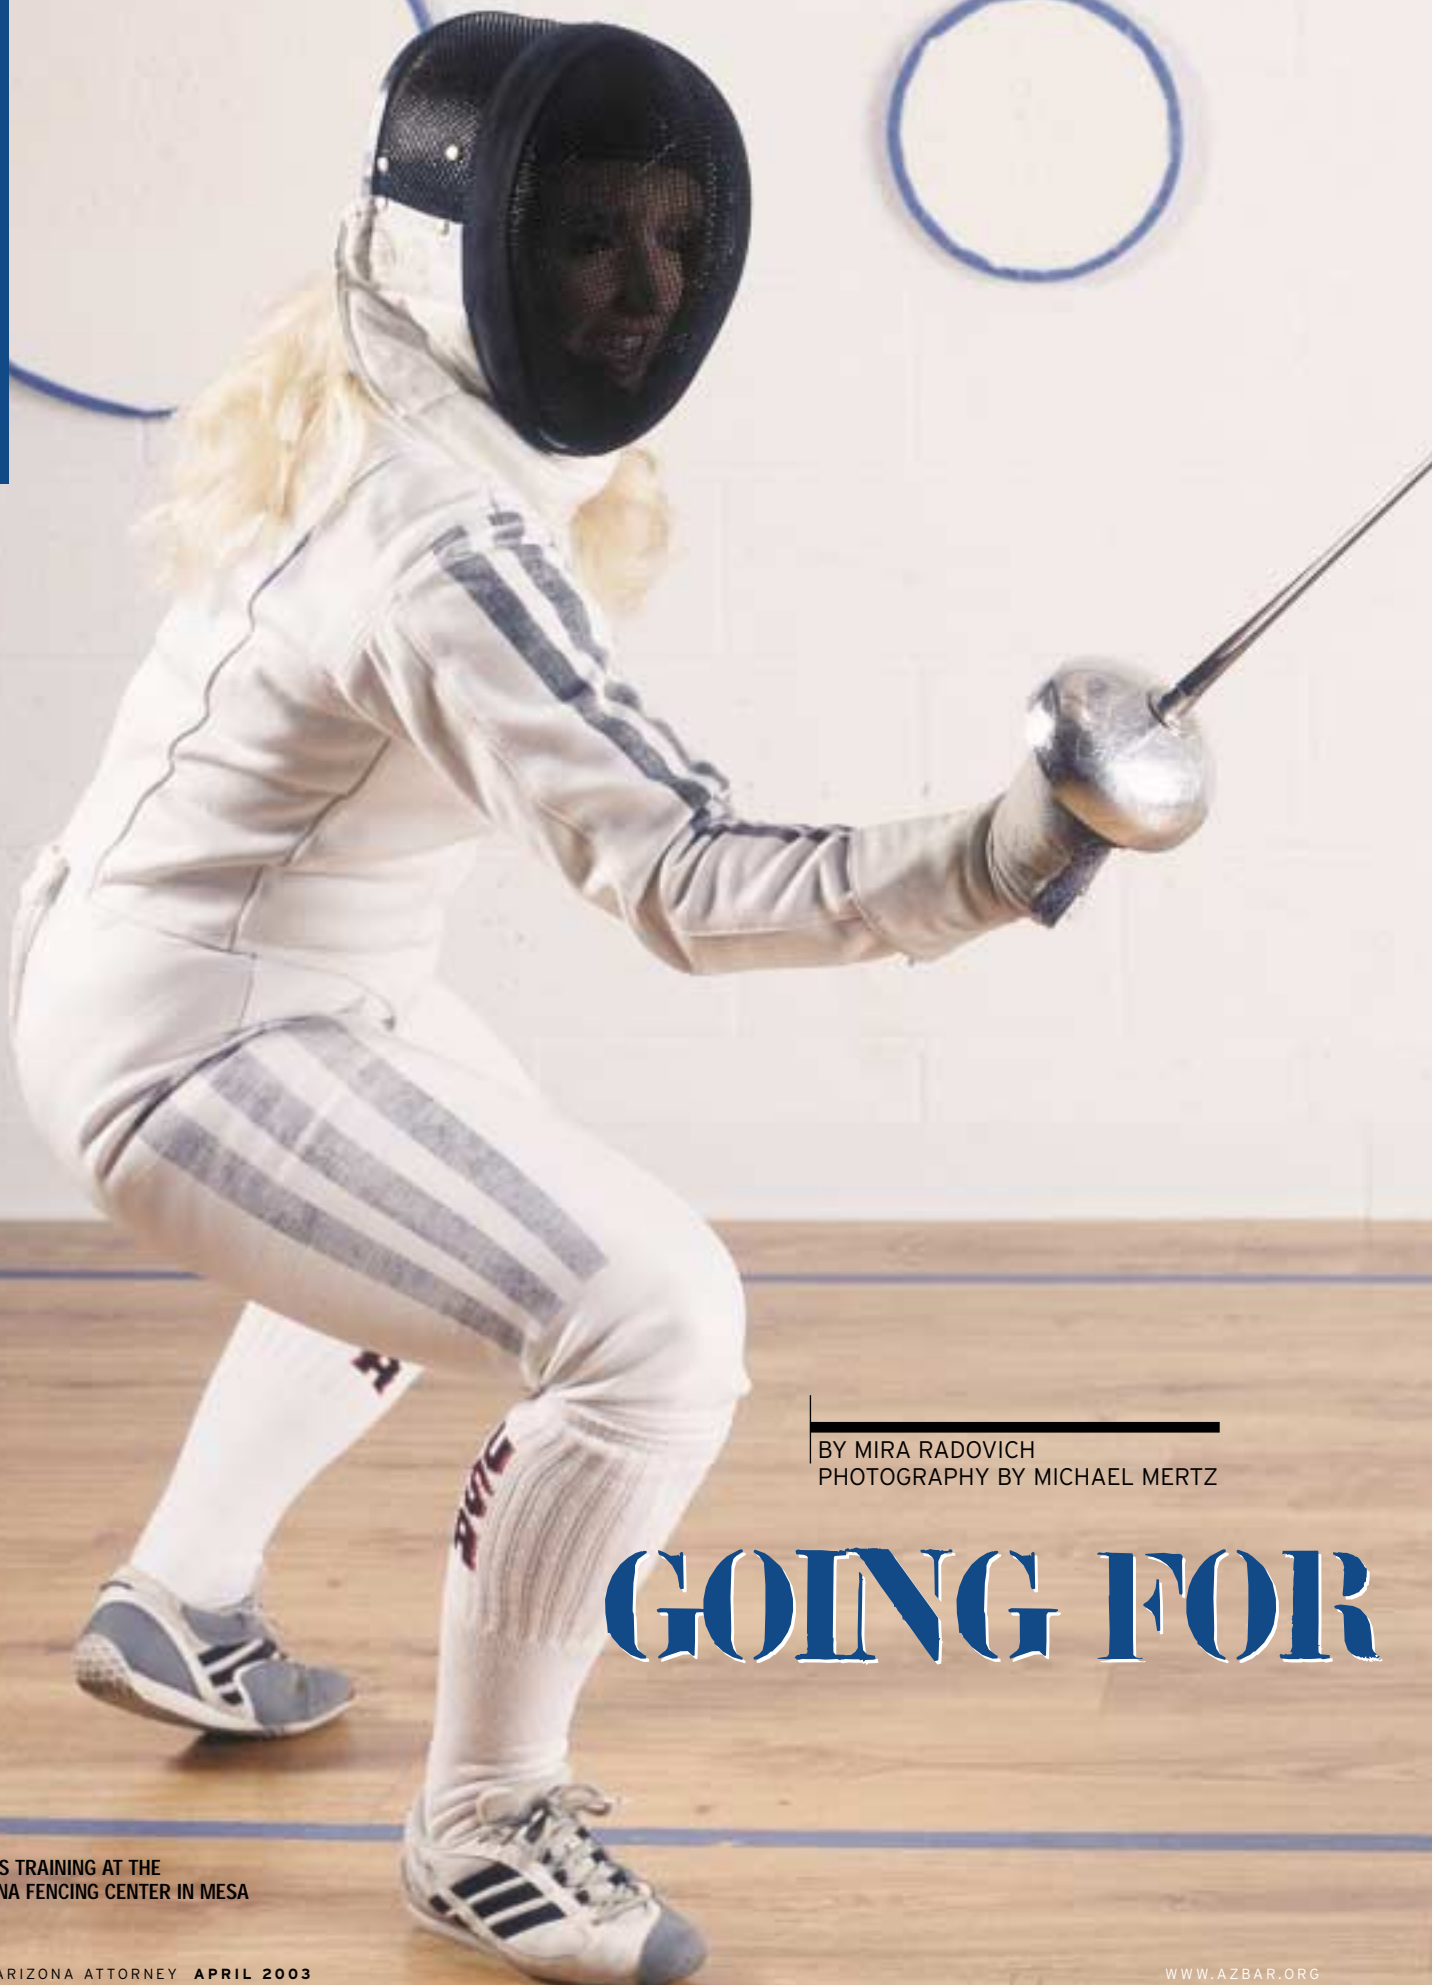 BY MIRA RADOVICH
PHOTOGRAPHY BY MICHAEL MERTZ
GOING FOR
USA
S TRAINING AT THE
NA FENCING CENTER IN MESA
ARIZONA ATTORNEY APRIL 2003
WWW.AZBAR.ORG